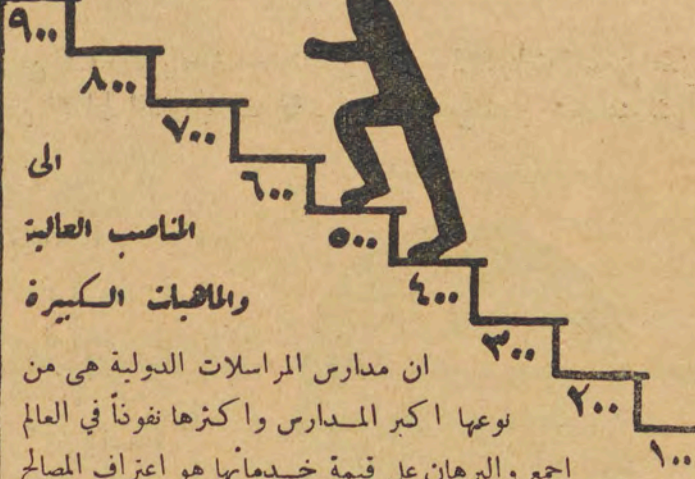 ٩٠٠
٨٠٠
٧٠٠
٦٠٠
٥٠٠
٤٠٠
٣٠٠
٢٠٠
١٠٠
الى
المناصب العالية
والماهيات الكبيرة
ان مدارس المراسلات الدولية هى من
نوعها اكبر المدارس واكثرها نفوذاً في العالم
اجمع والبرهان على قيمة خدماتها هو اعتراف المصالح